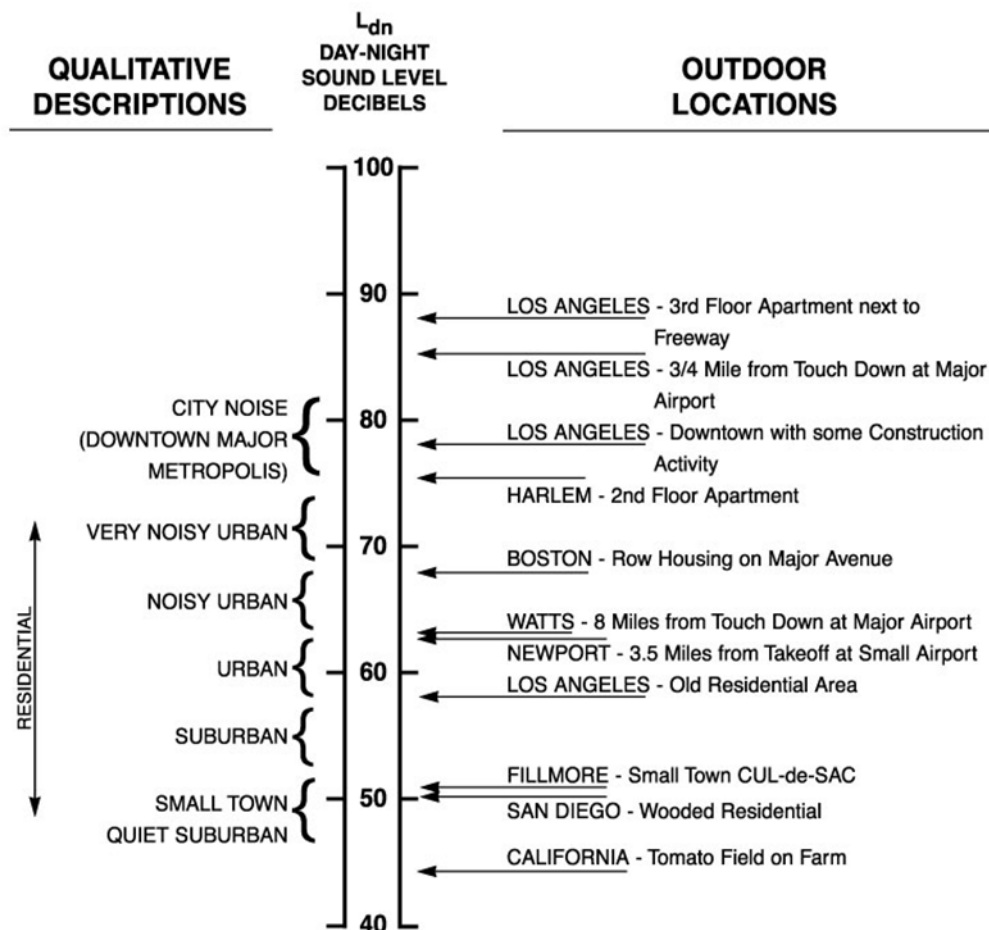 L_dn
DAY-NIGHT
SOUND LEVEL
DECIBELS
QUALITATIVE
DESCRIPTIONS
OUTDOOR
LOCATIONS
100
90
80
70
60
50
40
CITY NOISE
(DOWNTOWN MAJOR
METROPOLIS)
VERY NOISY URBAN
NOISY URBAN
URBAN
SUBURBAN
SMALL TOWN
QUIET SUBURBAN
RESIDENTIAL
LOS ANGELES - 3rd Floor Apartment next to
Freeway
LOS ANGELES - 3/4 Mile from Touch Down at Major
Airport
LOS ANGELES - Downtown with some Construction
Activity
HARLEM - 2nd Floor Apartment
BOSTON - Row Housing on Major Avenue
WATTS - 8 Miles from Touch Down at Major Airport
NEWPORT - 3.5 Miles from Takeoff at Small Airport
LOS ANGELES - Old Residential Area
FILLMORE - Small Town CUL-de-SAC
SAN DIEGO - Wooded Residential
CALIFORNIA - Tomato Field on Farm